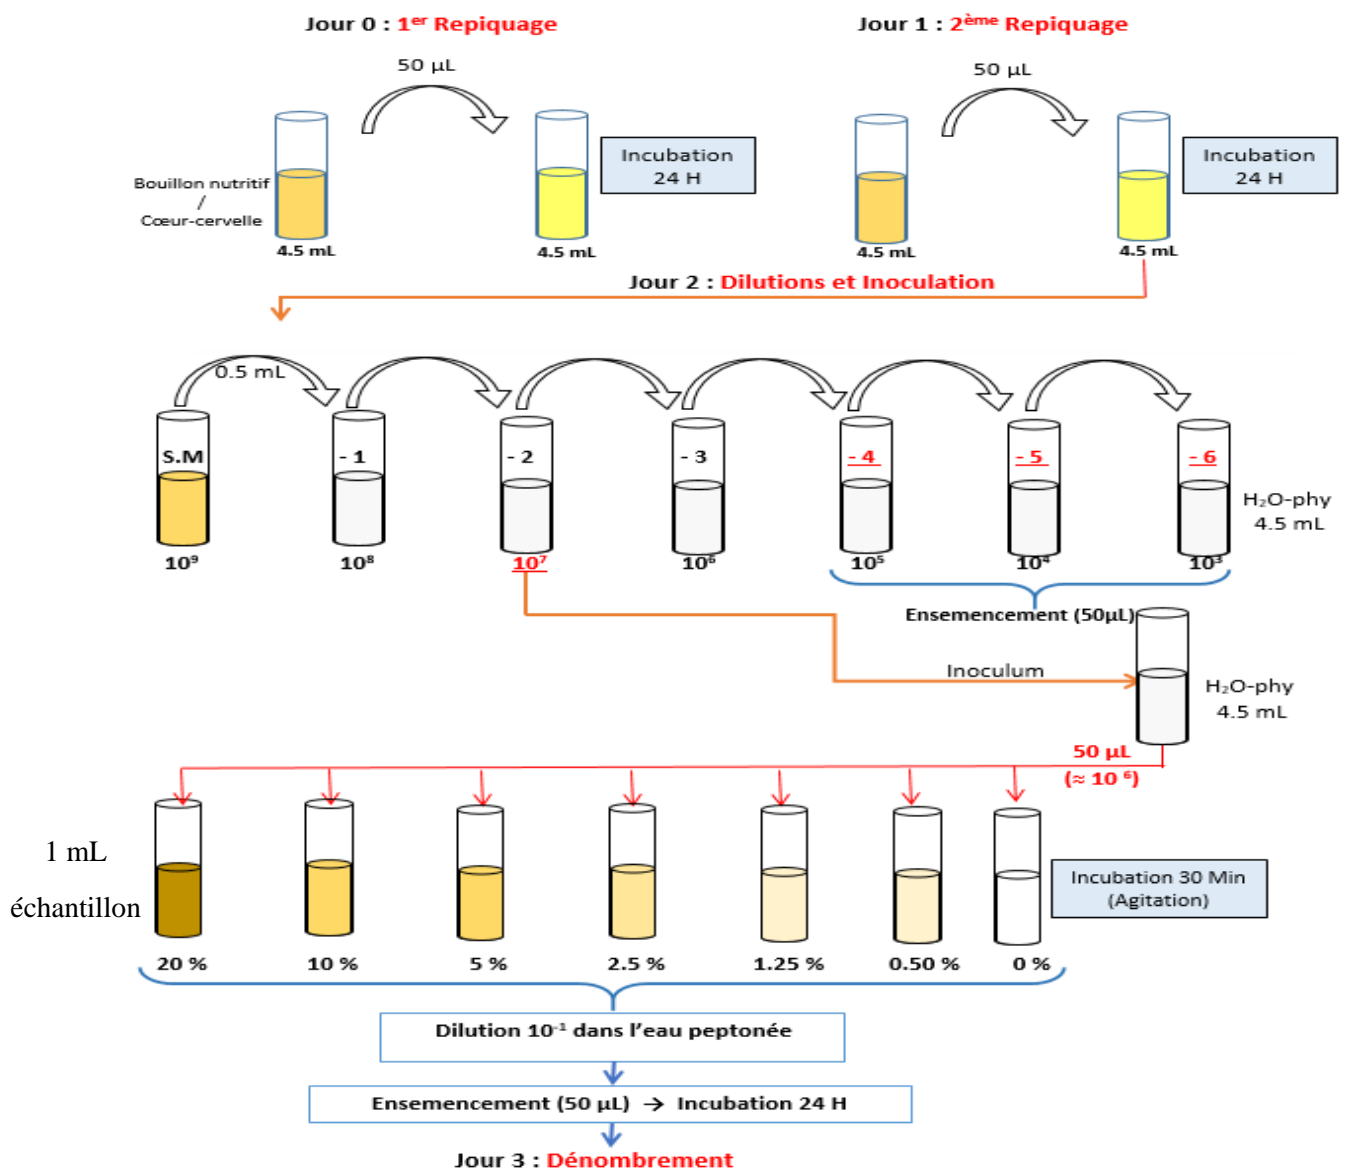 Jour 0 : 1er Repiquage
Jour 1 : 2ème Repiquage
50 µL
50 µL
Incubation
24 H
Incubation
24 H
Bouillon nutritif
/
Cœur-cervelle
4.5 mL
4.5 mL
4.5 mL
4.5 mL
Jour 2 : Dilutions et Inoculation
0.5 mL
S.M
- 1
- 2
- 3
- 4
- 5
- 6
H₂O-phy
4.5 mL
10⁹
10⁸
10⁷
10⁶
10⁵
10⁴
10³
Ensemencement (50µL)
Inoculum
H₂O-phy
4.5 mL
50 µL
(≈ 10 ⁶)
1 mL
échantillon
Incubation 30 Min
(Agitation)
20 %
10 %
5 %
2.5 %
1.25 %
0.50 %
0 %
Dilution 10⁻¹ dans l’eau peptonée
Ensemencement (50 µL) → Incubation 24 H
Jour 3 : Dénombrement